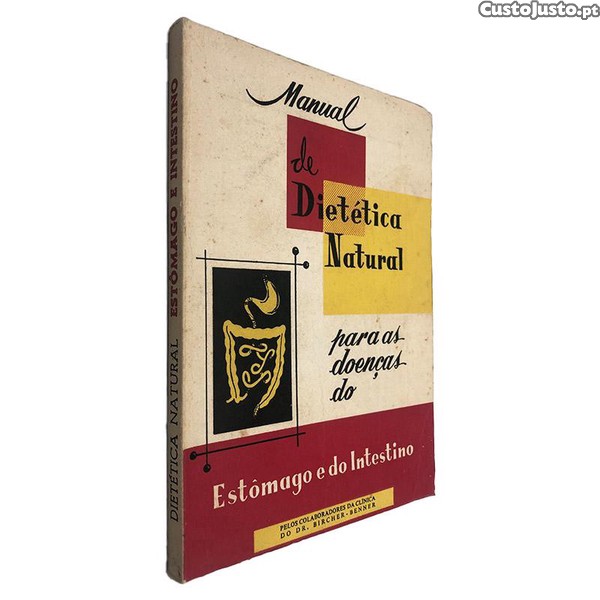 CustoJusto.pt
DIETÉTICA NATURAL ESTÔMAGO E INTESTINO
Manual
de
Dietética
Natural
para as
doenças
do
Estômago e do Intestino
PELOS COLABORADORES DA CLÍNICA
DO DR. BIRCHER-BENNER